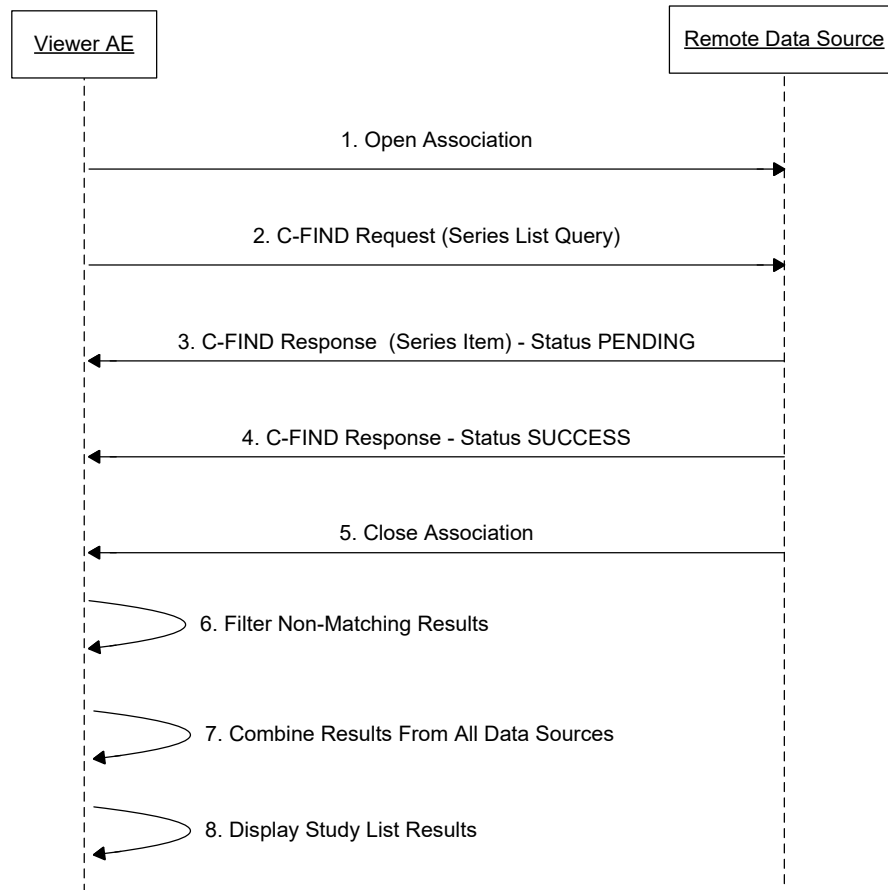 Viewer AE
Remote Data Source
1. Open Association
2. C-FIND Request (Series List Query)
3. C-FIND Response  (Series Item) - Status PENDING
4. C-FIND Response - Status SUCCESS
5. Close Association
6. Filter Non-Matching Results
7. Combine Results From All Data Sources
8. Display Study List Results